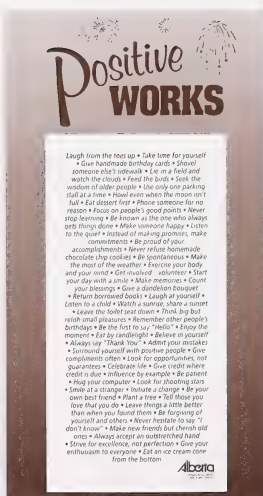 Positive
WORKS
Laugh from the toes up • Take time for yourself
• Give handmade birthday cards • Shovel
someone else's sidewalk • Lie in a field and
watch the clouds • Feed the birds • Seek the
wisdom of older people • Use only one parking
stall at a time • Howl even when the moon isn't
full • Eat dessert first • Phone someone for no
reason • Focus on people's good points • Never
stop learning • Be known as the one who always
gets things done • Make someone happy • Listen
to the quiet • Instead of making promises, make
commitments • Be proud of your
accomplishments • Never refuse homemade
chocolate chip cookies • Be spontaneous • Make
the most of the weather • Exercise your body
and your mind • Get involved volunteer • Start
your day with a smile • Make memories • Count
your blessings • Give a dandelion bouquet
• Return borrowed books • Laugh at yourself •
Listen to a child • Watch a sunrise, share a sunset
• Leave the toilet seat down • Think big but
relish small pleasures • Remember other people's
birthdays • Be the first to say "Hello" • Enjoy the
moment • Eat by candlelight • Believe in yourself
• Always say "Thank You" • Admit your mistakes
• Surround yourself with positive people • Give
compliments often • Look for opportunities, not
guarantees • Celebrate life • Give credit where
credit is due • Influence by example • Be patient
• Hug your computer • Look for shooting stars
• Smile at a stranger • Initiate a change • Be your
own best friend • Plant a tree • Tell those you
love that you do • Leave things a little better
than when you found them • Be forgiving of
yourself and others • Never hesitate to say "I
don't know" • Make new friends but cherish old
ones • Always accept an outstretched hand
• Strive for excellence, not perfection • Give your
enthusiasm to everyone • Eat an ice cream cone
from the bottom
Alberta